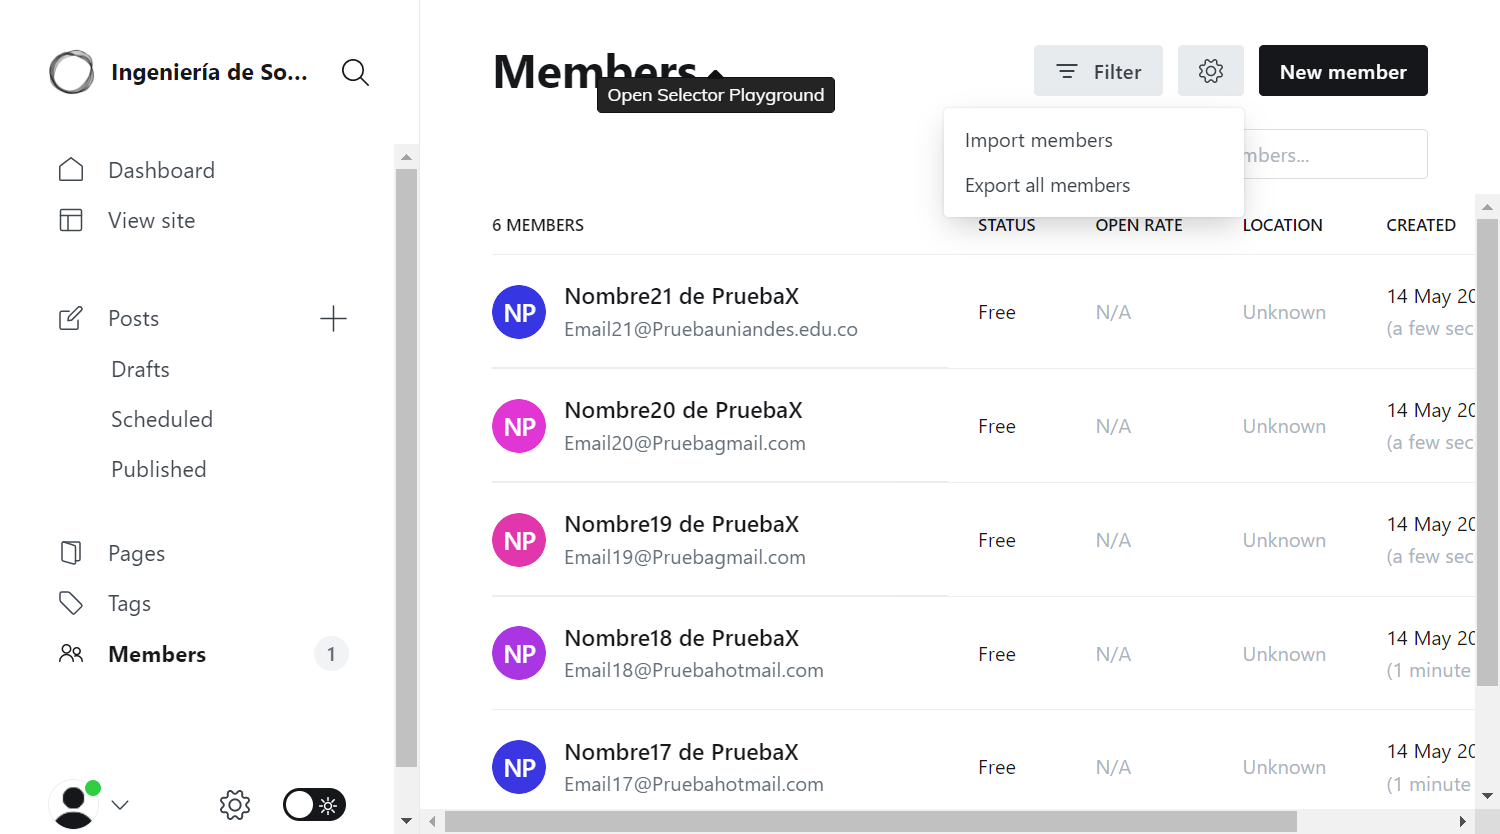 Ingeniería de So...
Dashboard
View site
Posts
Drafts
Scheduled
Published
Pages
Tags
Members 1
Members
Open Selector Playground
Filter
New member
Import members
Export all members
mbers...
6 MEMBERS STATUS OPEN RATE LOCATION CREATED
NP Nombre21 de PruebaX Free N/A Unknown 14 May 20
Email21@Pruebauniandes.edu.co (a few sec
NP Nombre20 de PruebaX Free N/A Unknown 14 May 20
Email20@Pruebagmail.com (a few sec
NP Nombre19 de PruebaX Free N/A Unknown 14 May 20
Email19@Pruebagmail.com (a few sec
NP Nombre18 de PruebaX Free N/A Unknown 14 May 20
Email18@Pruebahotmail.com (1 minute
NP Nombre17 de PruebaX Free N/A Unknown 14 May 20
Email17@Pruebahotmail.com (1 minute